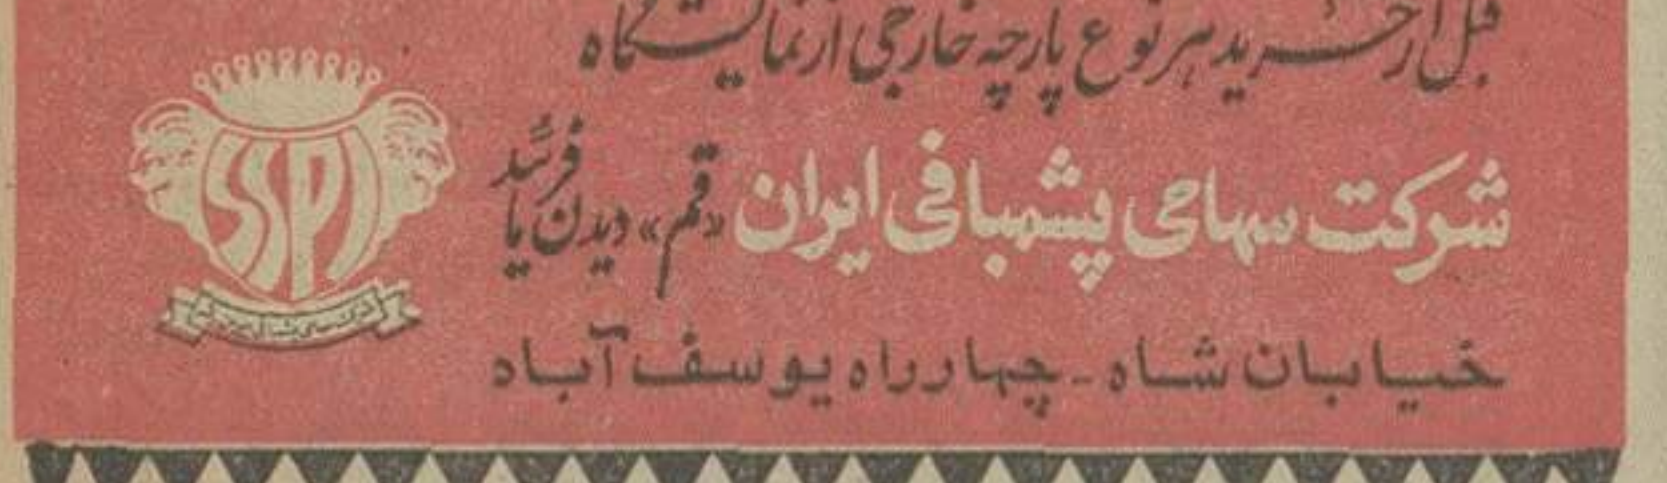 قبل از خرید هر نوع پارچه خارجی از نمایشگاه
شرکت سهامی پشمبافی ایران «قم» دیدن
فرمائید
خیابان شاه - چهارراه یوسف آباد
SSPI